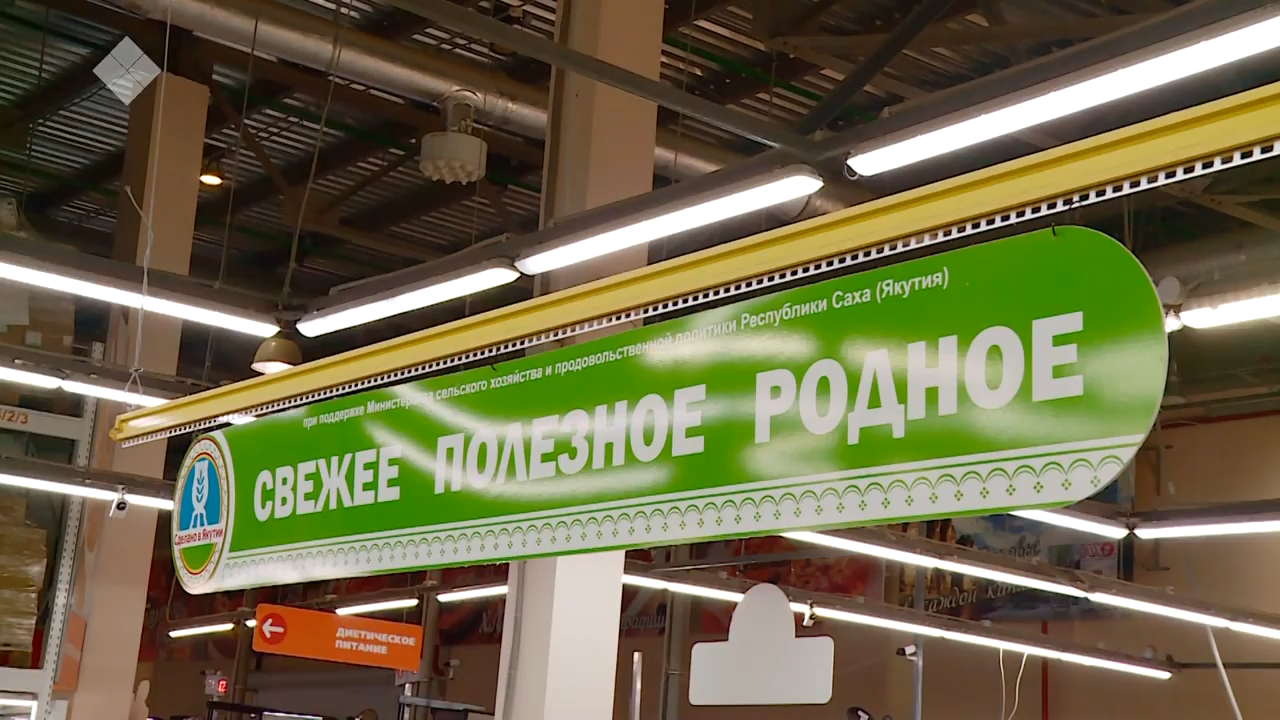 при поддержке Министерства сельского хозяйства и продовольственной политики Республики Саха (Якутия)
СВЕЖЕЕ ПОЛЕЗНОЕ РОДНОЕ
Сделано в Якутии
ДИЕТИЧЕСКОЕ
ПИТАНИЕ